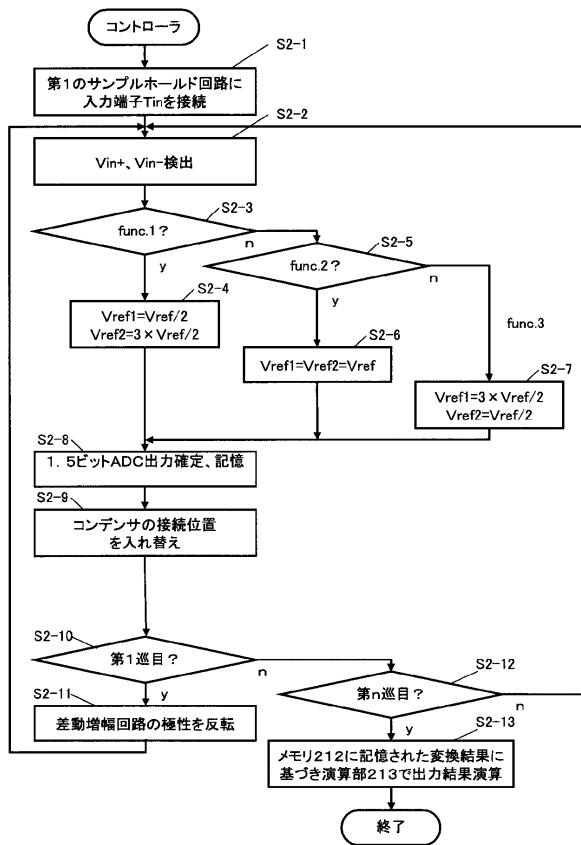 コントローラ
S2-1
第1のサンプルホールド回路に
入力端子Tinを接続
S2-2
Vin+、Vin-検出
S2-3
func.1?
n
y
S2-5
func.2?
n
y
S2-4
Vref1=Vref/2
Vref2=3×Vref/2
S2-6
Vref1=Vref2=Vref
func.3
S2-7
Vref1=3×Vref/2
Vref2=Vref/2
S2-8
1.5ビットADC出力確定、記憶
S2-9
コンデンサの接続位置
を入れ替え
S2-10
第1巡目?
n
y
S2-11
差動増幅回路の極性を反転
S2-12
第n巡目?
n
y
S2-13
メモリ212に記憶された変換結果に
基づき演算部213で出力結果演算
終了